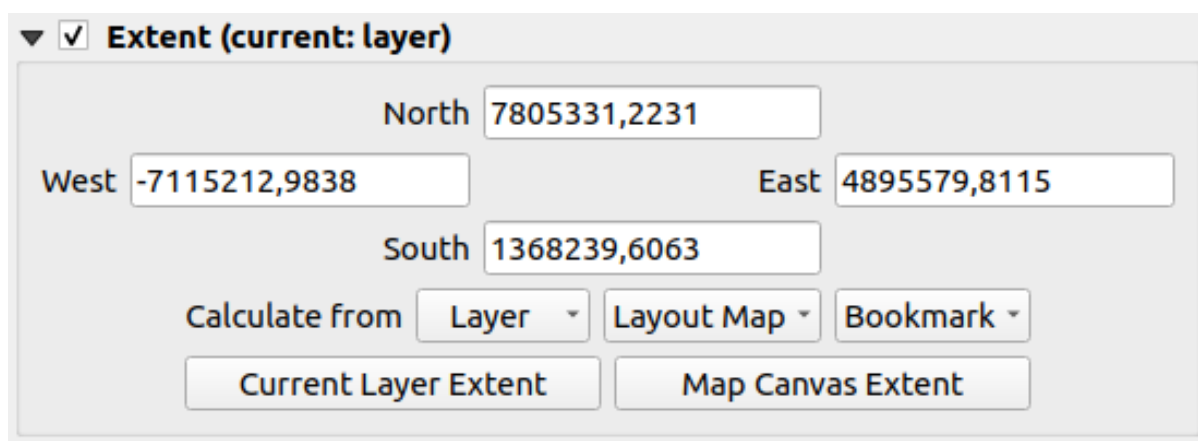 Extent (current: layer)
North 7805331,2231
West -7115212,9838 East 4895579,8115
South 1368239,6063
Calculate from Layer Layout Map Bookmark
Current Layer Extent Map Canvas Extent